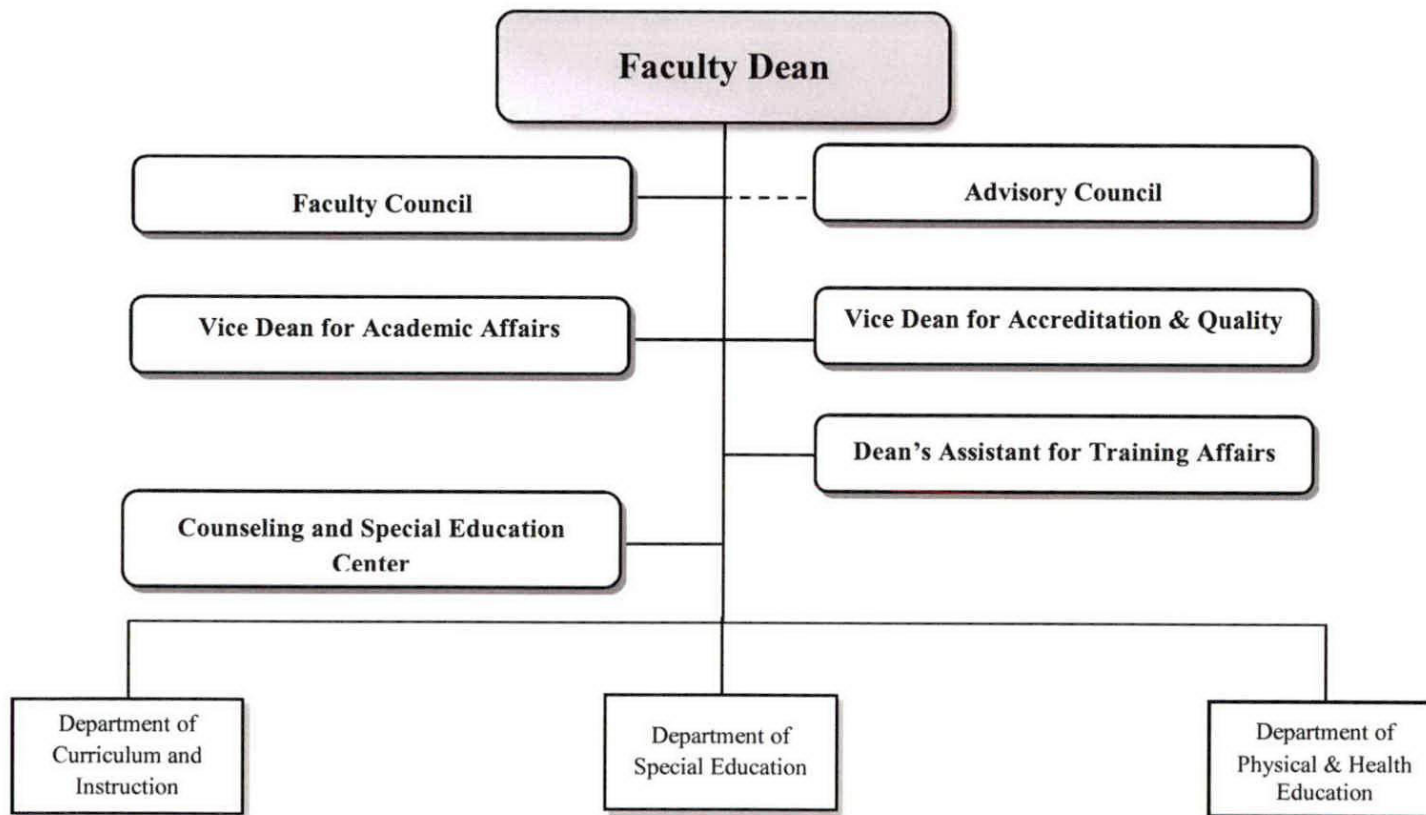 Faculty Dean
Faculty Council
Advisory Council
Vice Dean for Academic Affairs
Vice Dean for Accreditation & Quality
Dean’s Assistant for Training Affairs
Counseling and Special Education
Center
Department of
Curriculum and
Instruction
Department of
Special Education
Department of
Physical & Health
Education